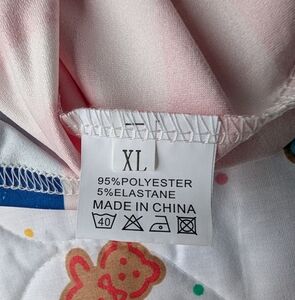 XL
95%POLYESTER
5%ELASTANE
MADE IN CHINA
40